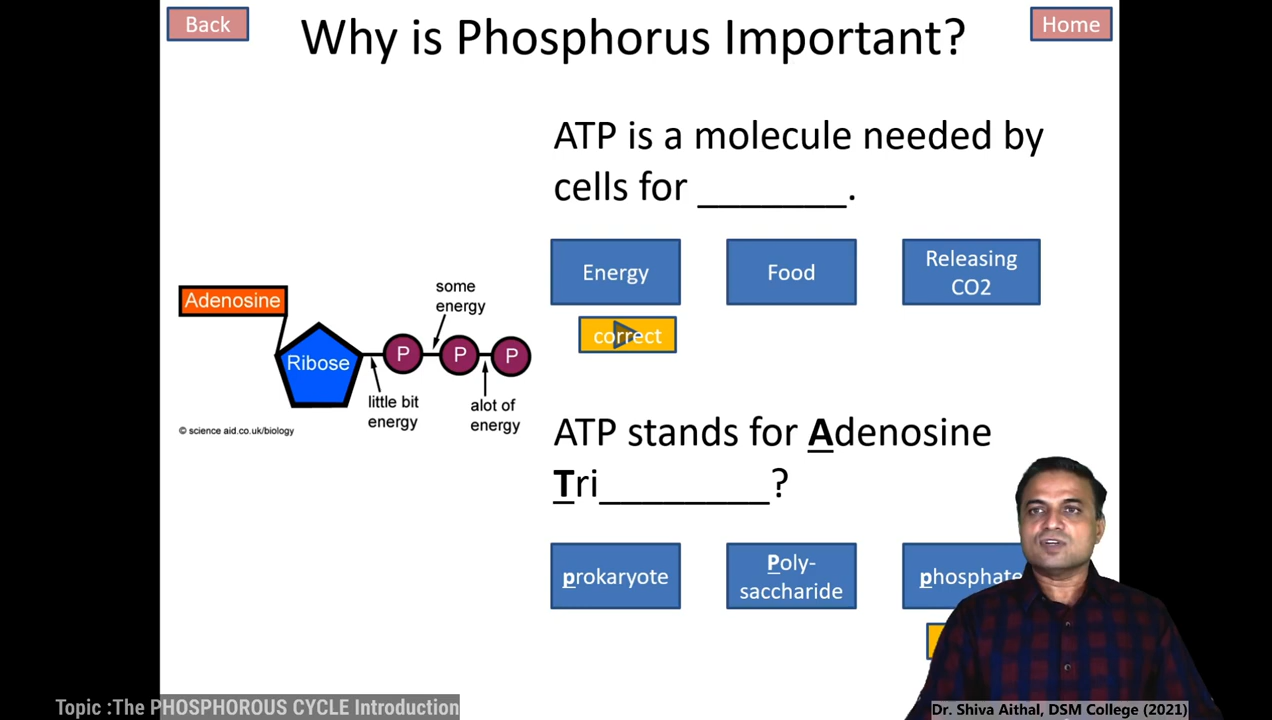 Back
Why is Phosphorus Important?
Home
ATP is a molecule needed by
cells for _______.
Energy
Food
Releasing
CO2
correct
some
energy
Adenosine
Ribose
P
P
P
little bit
energy
alot of
energy
© science aid.co.uk/biology
ATP stands for Adenosine
Tri________?
prokaryote
Poly-
saccharide
phosphate
Topic :The PHOSPHOROUS CYCLE Introduction
Dr. Shiva Aithal, DSM College (2021)